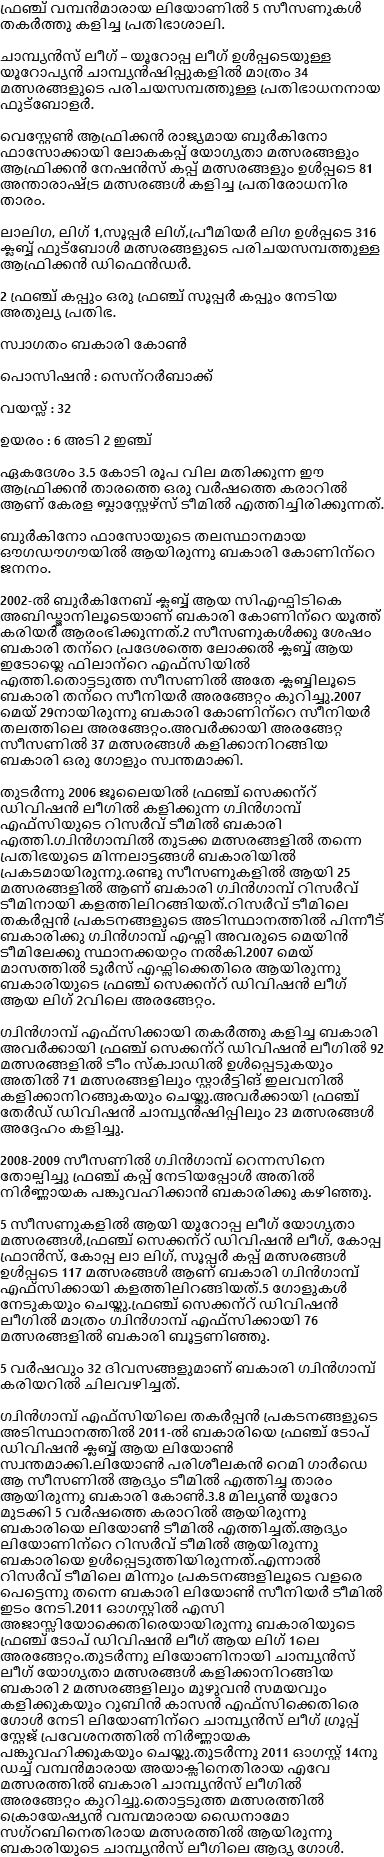 ഫ്രഞ്ച് വമ്പൻമാരായ ലിയോണിൽ 5 സീസണുകൾ
തകർത്തു കളിച്ച പ്രതിഭാശാലി.
ചാമ്പ്യൻസ് ലീഗ് – യൂറോപ്പ ലീഗ് ഉൾപ്പടെയുള്ള
യൂറോപ്യൻ ചാമ്പ്യൻഷിപ്പുകളിൽ മാത്രം 34
മത്സരങ്ങളുടെ പരിചയസമ്പത്തുള്ള പ്രതിഭാധനനായ
ഫുട്ബോളർ.
വെസ്റ്റേൺ ആഫ്രിക്കൻ രാജ്യമായ ബുർകിനോ
ഫാസോക്കായി ലോകകപ്പ് യോഗ്യതാ മത്സരങ്ങളും
ആഫ്രിക്കൻ നേഷൻസ് കപ്പ് മത്സരങ്ങളും ഉൾപ്പടെ 81
അന്താരാഷ്ട്ര മത്സരങ്ങൾ കളിച്ച പ്രതിരോധനിര
താരം.
ലാലിഗ, ലിഗ് 1,സൂപ്പർ ലിഗ്,പ്രീമിയർ ലിഗ ഉൾപ്പടെ 316
ക്ലബ്ബ് ഫുട്ബോൾ മത്സരങ്ങളുടെ പരിചയസമ്പത്തുള്ള
ആഫ്രിക്കൻ ഡിഫെൻഡർ.
2 ഫ്രഞ്ച് കപ്പും ഒരു ഫ്രഞ്ച് സൂപ്പർ കപ്പും നേടിയ
അതുല്യ പ്രതിഭ.
സ്വാഗതം ബകാരി കോൺ
പൊസിഷൻ : സെന്റർബാക്ക്
വയസ്സ് : 32
ഉയരം : 6 അടി 2 ഇഞ്ച്
ഏകദേശം 3.5 കോടി രൂപ വില മതിക്കുന്ന ഈ
ആഫ്രിക്കൻ താരത്തെ ഒരു വർഷത്തെ കരാറിൽ
ആണ് കേരള ബ്ലാസ്റ്റേഴ്സ് ടീമിൽ എത്തിച്ചിരിക്കുന്നത്.
ബുർകിനോ ഫാസോയുടെ തലസ്ഥാനമായ
ഔഗഡൗഗൗയിൽ ആയിരുന്നു ബകാരി കോണിന്റെ
ജനനം.
2002-ൽ ബുർകിനേബ് ക്ലബ്ബ് ആയ സിഎഫ്ഫിടികെ
അബിഡ്ജാനിലൂടെയാണ് ബകാരി കോണിന്റെ യൂത്ത്
കരിയർ ആരംഭിക്കുന്നത്.2 സീസണുകൾക്കു ശേഷം
ബകാരി തന്റെ പ്രദേശത്തെ ലോക്കൽ ക്ലബ്ബ് ആയ
ഇടോയ്ലെ ഫിലാന്റെ എഫ്സിയിൽ
എത്തി.തൊട്ടടുത്ത സീസണിൽ അതേ ക്ലബ്ബിലൂടെ
ബകാരി തന്റെ സീനിയർ അരങ്ങേറ്റം കുറിച്ചു.2007
മെയ് 29നായിരുന്നു ബകാരി കോണിന്റെ സീനിയർ
തലത്തിലെ അരങ്ങേറ്റം.അവർക്കായി അരങ്ങേറ്റ
സീസണിൽ 37 മത്സരങ്ങൾ കളിക്കാനിറങ്ങിയ
ബകാരി ഒരു ഗോളും സ്വന്തമാക്കി.
തുടർന്നു 2006 ജൂലൈയിൽ ഫ്രഞ്ച് സെക്കന്റ്
ഡിവിഷൻ ലീഗിൽ കളിക്കുന്ന ഗ്വിൻഗാമ്പ്
എഫ്സിയുടെ റിസർവ് ടീമിൽ ബകാരി
എത്തി.ഗ്വിൻഗാമ്പിൽ തുടക്ക മത്സരങ്ങളിൽ തന്നെ
പ്രതിഭയുടെ മിന്നലാട്ടങ്ങൾ ബകാരിയിൽ
പ്രകടമായിരുന്നു.രണ്ടു സീസണുകളിൽ ആയി 25
മത്സരങ്ങളിൽ ആണ് ബകാരി ഗ്വിൻഗാമ്പ് റിസർവ്
ടീമിനായി കളത്തിലിറങ്ങിയത്.റിസർവ് ടീമിലെ
തകർപ്പൻ പ്രകടനങ്ങളുടെ അടിസ്ഥാനത്തിൽ പിന്നീട്
ബകാരിക്കു ഗ്വിൻഗാമ്പ് എഫ്സി അവരുടെ മെയിൻ
ടീമിലേക്കു സ്ഥാനക്കയറ്റം നൽകി.2007 മെയ്
മാസത്തിൽ ടൂർസ് എഫ്സിക്കെതിരെ ആയിരുന്നു
ബകാരിയുടെ ഫ്രഞ്ച് സെക്കന്റ് ഡിവിഷൻ ലീഗ്
ആയ ലിഗ് 2വിലെ അരങ്ങേറ്റം.
ഗ്വിൻഗാമ്പ് എഫ്സിക്കായി തകർത്തു കളിച്ച ബകാരി
അവർക്കായി ഫ്രഞ്ച് സെക്കന്റ് ഡിവിഷൻ ലീഗിൽ 92
മത്സരങ്ങളിൽ ടീം സ്ക്വാഡിൽ ഉൾപ്പെടുകയും
അതിൽ 71 മത്സരങ്ങളിലും സ്റ്റാർട്ടിങ് ഇലവനിൽ
കളിക്കാനിറങ്ങുകയും ചെയ്തു.അവർക്കായി ഫ്രഞ്ച്
തേർഡ് ഡിവിഷൻ ചാമ്പ്യൻഷിപ്പിലും 23 മത്സരങ്ങൾ
അദ്ദേഹം കളിച്ചു.
2008-2009 സീസണിൽ ഗ്വിൻഗാമ്പ് റെന്നസിനെ
തോല്പിച്ചു ഫ്രഞ്ച് കപ്പ് നേടിയപ്പോൾ അതിൽ
നിർണ്ണായക പങ്കുവഹിക്കാൻ ബകാരിക്കു കഴിഞ്ഞു.
5 സീസണുകളിൽ ആയി യൂറോപ്പ ലീഗ് യോഗ്യതാ
മത്സരങ്ങൾ,ഫ്രഞ്ച് സെക്കന്റ് ഡിവിഷൻ ലീഗ്, കോപ്പ
ഫ്രാൻസ്, കോപ്പ ലാ ലിഗ്, സൂപ്പർ കപ്പ് മത്സരങ്ങൾ
ഉൾപ്പടെ 117 മത്സരങ്ങൾ ആണ് ബകാരി ഗ്വിൻഗാമ്പ്
എഫ്സിക്കായി കളത്തിലിറങ്ങിയത്.5 ഗോളുകൾ
നേടുകയും ചെയ്തു.ഫ്രഞ്ച് സെക്കന്റ് ഡിവിഷൻ
ലീഗിൽ മാത്രം ഗ്വിൻഗാമ്പ് എഫ്സിക്കായി 76
മത്സരങ്ങളിൽ ബകാരി ബൂട്ടണിഞ്ഞു.
5 വർഷവും 32 ദിവസങ്ങളുമാണ് ബകാരി ഗ്വിൻഗാമ്പ്
കരിയറിൽ ചിലവഴിച്ചത്.
ഗ്വിൻഗാമ്പ് എഫ്സിയിലെ തകർപ്പൻ പ്രകടനങ്ങളുടെ
അടിസ്ഥാനത്തിൽ 2011-ൽ ബകാരിയെ ഫ്രഞ്ച് ടോപ്
ഡിവിഷൻ ക്ലബ്ബ് ആയ ലിയോൺ
സ്വന്തമാക്കി.ലിയോൺ പരിശീലകൻ റെമി ഗാർഡെ
ആ സീസണിൽ ആദ്യം ടീമിൽ എത്തിച്ച താരം
ആയിരുന്നു ബകാരി കോൺ.3.8 മില്യൺ യൂറോ
മുടക്കി 5 വർഷത്തെ കരാറിൽ ആയിരുന്നു
ബകാരിയെ ലിയോൺ ടീമിൽ എത്തിച്ചത്.ആദ്യം
ലിയോണിന്റെ റിസർവ് ടീമിൽ ആയിരുന്നു
ബകാരിയെ ഉൾപ്പെടുത്തിയിരുന്നത്.എന്നാൽ
റിസർവ് ടീമിലെ മിന്നും പ്രകടനങ്ങളിലൂടെ വളരെ
പെട്ടെന്നു തന്നെ ബകാരി ലിയോൺ സീനിയർ ടീമിൽ
ഇടം നേടി.2011 ഓഗസ്റ്റിൽ എസി
അജാസ്സിയോക്കെതിരെയായിരുന്നു ബകാരിയുടെ
ഫ്രഞ്ച് ടോപ് ഡിവിഷൻ ലീഗ് ആയ ലിഗ് 1ലെ
അരങ്ങേറ്റം.തുടർന്നു ലിയോണിനായി ചാമ്പ്യൻസ്
ലീഗ് യോഗ്യതാ മത്സരങ്ങൾ കളിക്കാനിറങ്ങിയ
ബകാരി 2 മത്സരങ്ങളിലും മുഴുവൻ സമയവും
കളിക്കുകയും റുബിൻ കാസൻ എഫ്സിക്കെതിരെ
ഗോൾ നേടി ലിയോണിന്റെ ചാമ്പ്യൻസ് ലീഗ് ഗ്രൂപ്പ്
സ്റ്റേജ് പ്രവേശനത്തിൽ നിർണ്ണായക
പങ്കുവഹിക്കുകയും ചെയ്തു.തുടർന്നു 2011 ഓഗസ്റ്റ് 14നു
ഡച്ച് വമ്പൻമാരായ അയാക്സിനെതിരായ എവേ
മത്സരത്തിൽ ബകാരി ചാമ്പ്യൻസ് ലീഗിൽ
അരങ്ങേറ്റം കുറിച്ചു.തൊട്ടടുത്ത മത്സരത്തിൽ
ക്രൊയേഷ്യൻ വമ്പന്മാരായ ഡൈനാമോ
സഗ്റബിനെതിരായ മത്സരത്തിൽ ആയിരുന്നു
ബകാരിയുടെ ചാമ്പ്യൻസ് ലീഗിലെ ആദ്യ ഗോൾ.